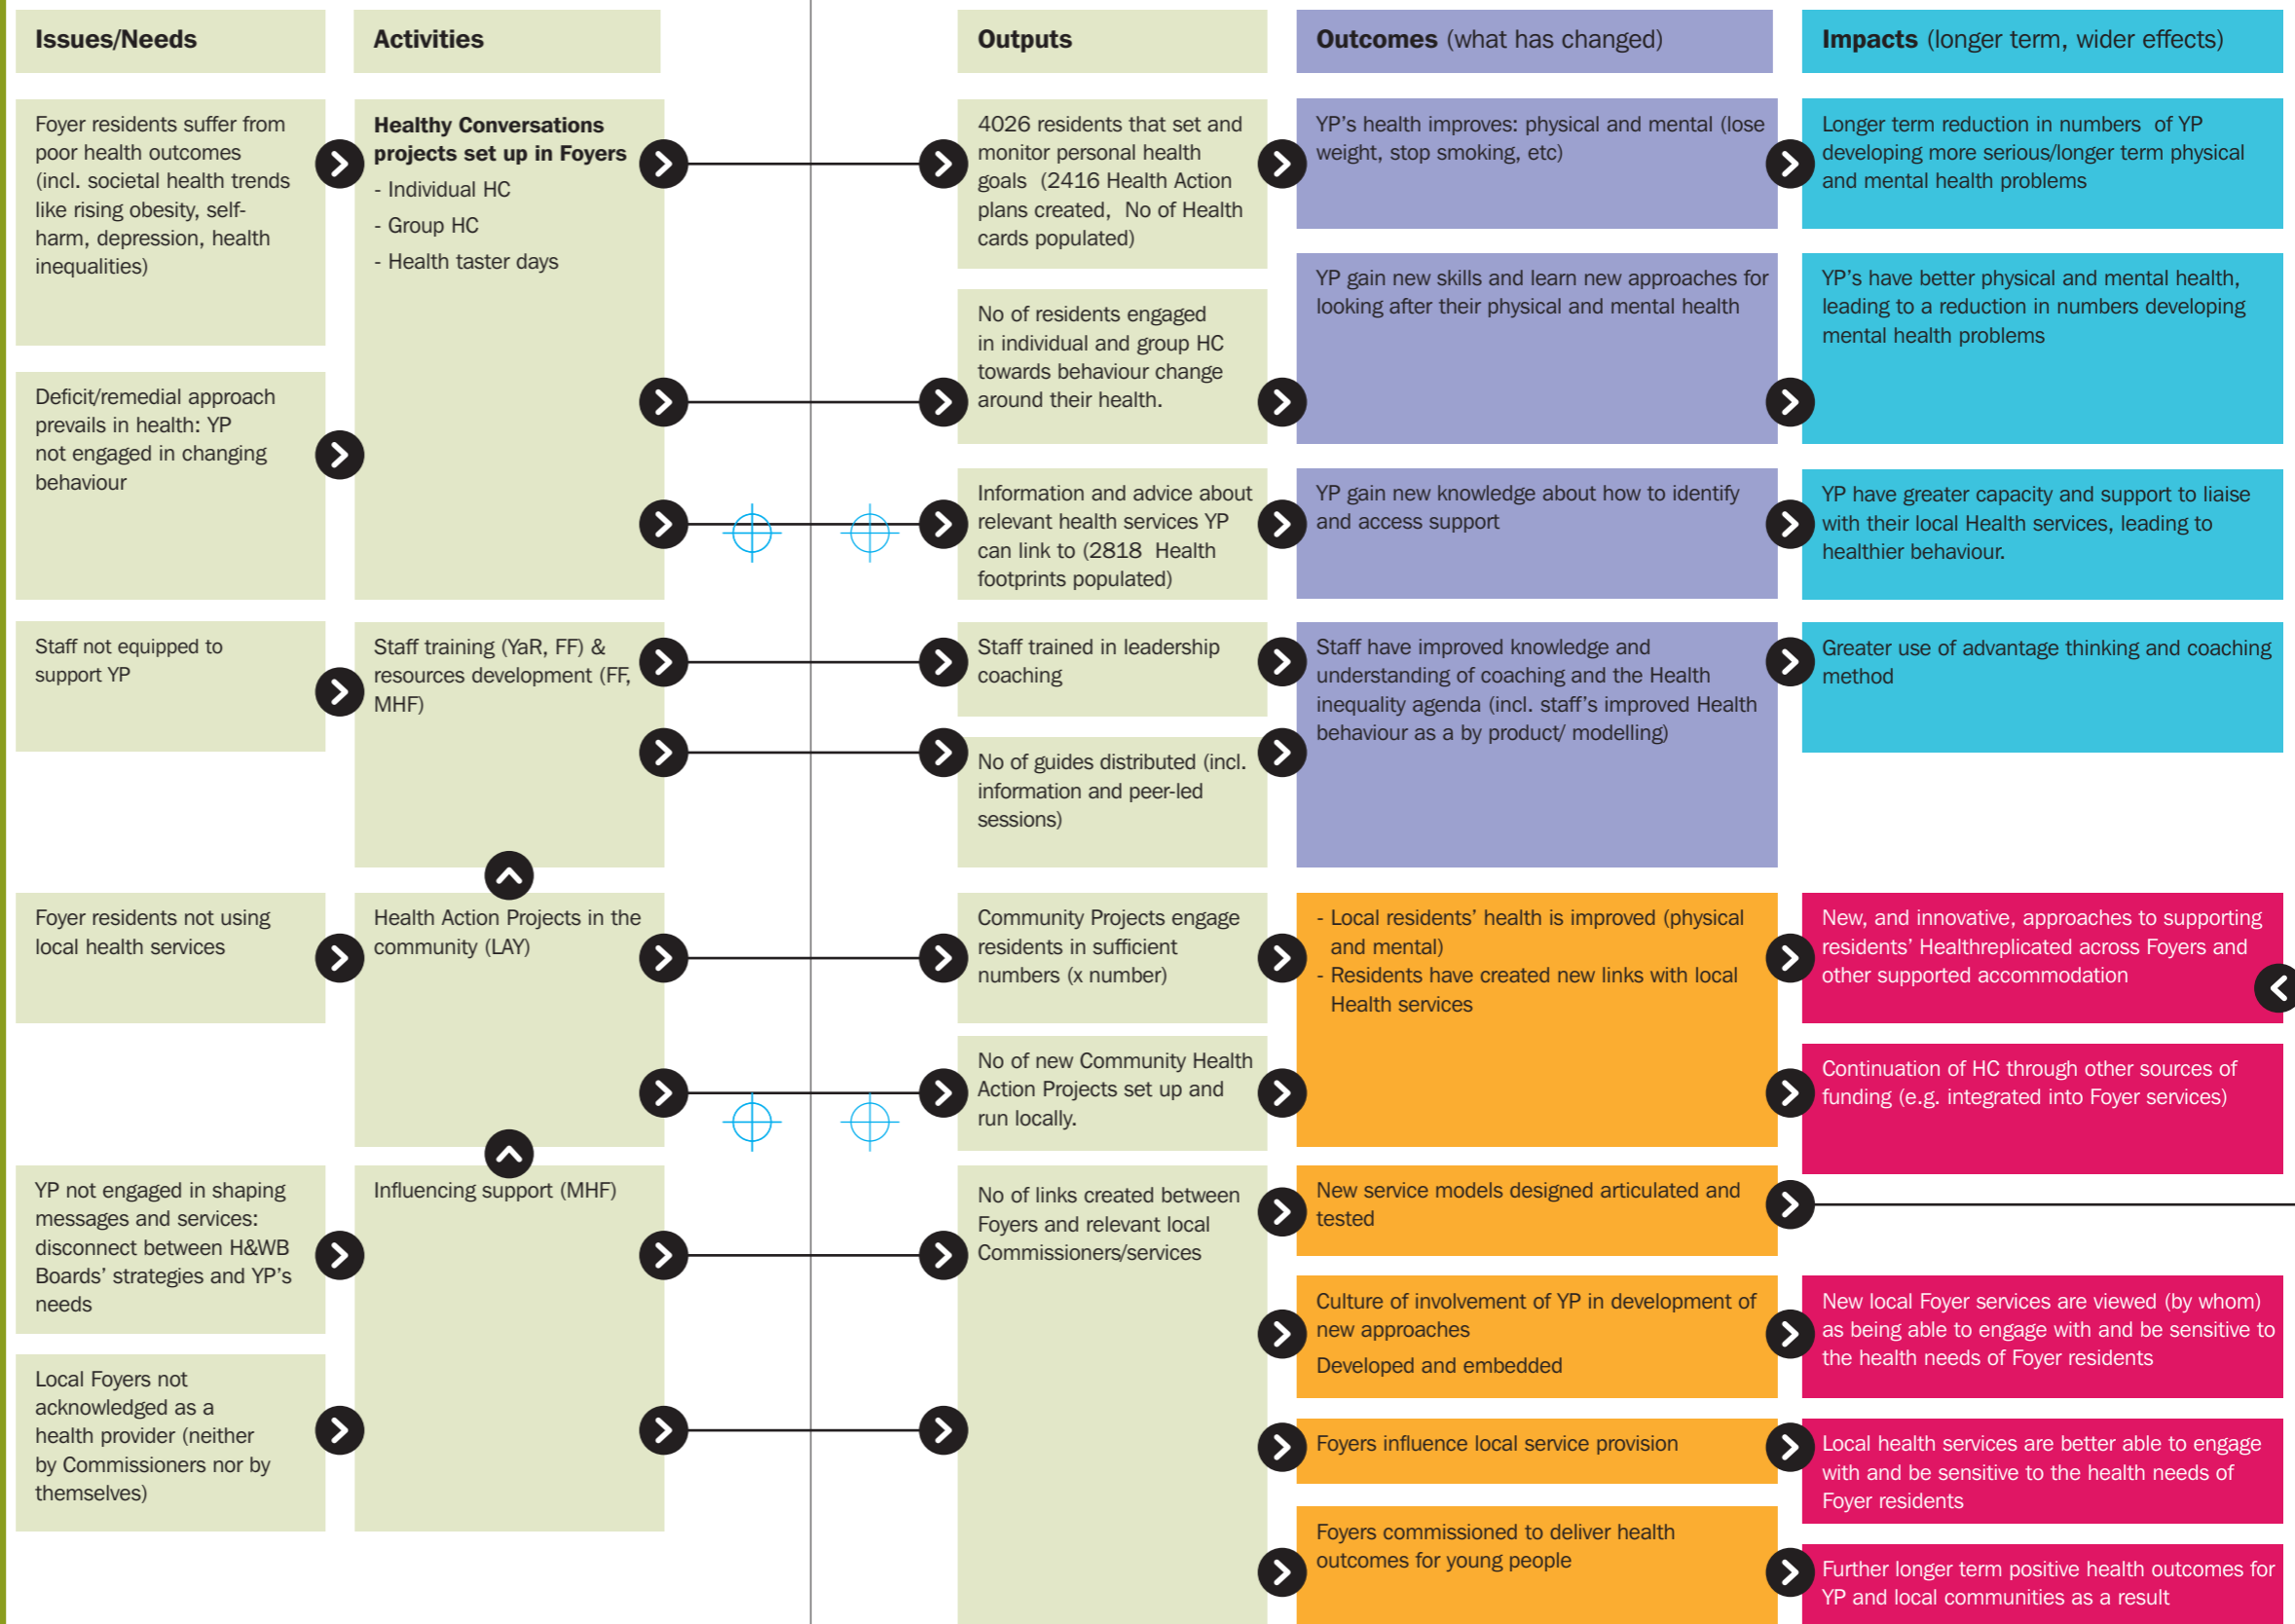 Issues/Needs
Activities
Outputs
Outcomes (what has changed)
Impacts (longer term, wider effects)
Foyer residents suffer from
poor health outcomes
(incl. societal health trends
like rising obesity, self-
harm, depression, health
inequalities)
Deficit/remedial approach
prevails in health: YP
not engaged in changing
behaviour
Healthy Conversations
projects set up in Foyers
- Individual HC
- Group HC
- Health taster days
4026 residents that set and
monitor personal health
goals (2416 Health Action
plans created, No of Health
cards populated)
No of residents engaged
in individual and group HC
towards behaviour change
around their health.
Information and advice about
relevant health services YP
can link to (2818 Health
footprints populated)
YP's health improves: physical and mental (lose
weight, stop smoking, etc)
YP gain new skills and learn new approaches for
looking after their physical and mental health
YP gain new knowledge about how to identify
and access support
Longer term reduction in numbers of YP
developing more serious/longer term physical
and mental health problems
YP's have better physical and mental health,
leading to a reduction in numbers developing
mental health problems
YP have greater capacity and support to liaise
with their local Health services, leading to
healthier behaviour.
Staff not equipped to
support YP
Staff training (YaR, FF) &
resources development (FF,
MHF)
Staff trained in leadership
coaching
No of guides distributed (incl.
information and peer-led
sessions)
Staff have improved knowledge and
understanding of coaching and the Health
inequality agenda (incl. staff's improved Health
behaviour as a by product/ modelling)
Greater use of advantage thinking and coaching
method
Foyer residents not using
local health services
Health Action Projects in the
community (LAY)
Community Projects engage
residents in sufficient
numbers (x number)
No of new Community Health
Action Projects set up and
run locally.
- Local residents' health is improved (physical
and mental)
- Residents have created new links with local
Health services
New, and innovative, approaches to supporting
residents' Healthreplicated across Foyers and
other supported accommodation
Continuation of HC through other sources of
funding (e.g. integrated into Foyer services)
YP not engaged in shaping
messages and services:
disconnect between H&WB
Boards' strategies and YP's
needs
Local Foyers not
acknowledged as a
health provider (neither
by Commissioners nor by
themselves)
Influencing support (MHF)
No of links created between
Foyers and relevant local
Commissioners/services
New service models designed articulated and
tested
Culture of involvement of YP in development of
new approaches
Developed and embedded
Foyers influence local service provision
Foyers commissioned to deliver health
outcomes for young people
New local Foyer services are viewed (by whom)
as being able to engage with and be sensitive to
the health needs of Foyer residents
Local health services are better able to engage
with and be sensitive to the health needs of
Foyer residents
Further longer term positive health outcomes for
YP and local communities as a result